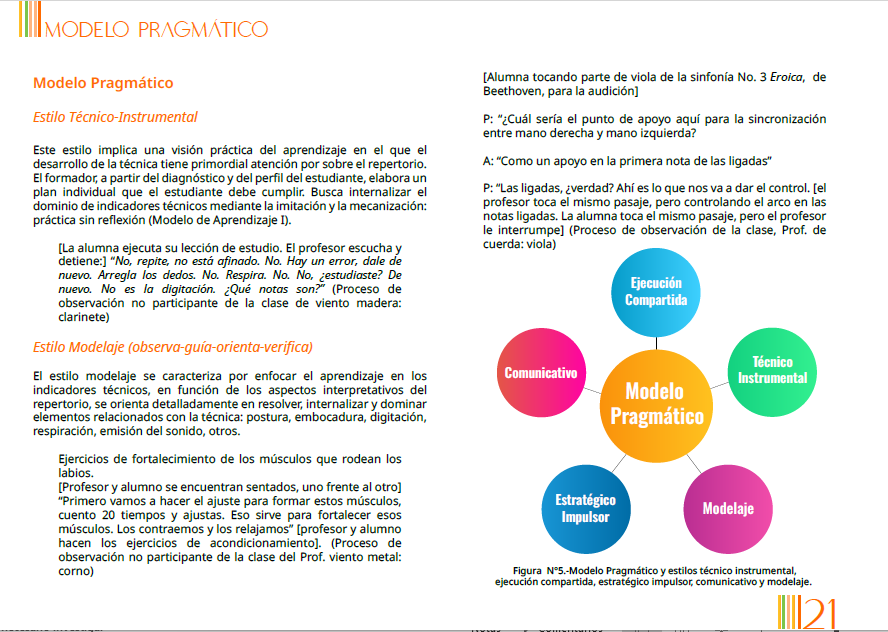 MODELO PRAGMÁTICO
Modelo Pragmático
Estilo Técnico-Instrumental
Este estilo implica una visión práctica del aprendizaje en el que el
desarrollo de la técnica tiene primordial atención por sobre el repertorio.
El formador, a partir del diagnóstico y del perfil del estudiante, elabora un
plan individual que el estudiante debe cumplir. Busca internalizar el
dominio de indicadores técnicos mediante la imitación y la mecanización:
práctica sin reflexión (Modelo de Aprendizaje I).
[La alumna ejecuta su lección de estudio. El profesor escucha y
detiene:] “No, repite, no está afinado. No. Hay un error, dale de
nuevo. Arregla los dedos. No. Respira. No. No, ¿estudiaste? De
nuevo. No es la digitación. ¿Qué notas son?” (Proceso de
observación no participante de la clase de viento madera:
clarinete)
Estilo Modelaje (observa-guía-orienta-verifica)
El estilo modelaje se caracteriza por enfocar el aprendizaje en los
indicadores técnicos, en función de los aspectos interpretativos del
repertorio, se orienta detalladamente en resolver, internalizar y dominar
elementos relacionados con la técnica: postura, embocadura, digitación,
respiración, emisión del sonido, otros.
Ejercicios de fortalecimiento de los músculos que rodean los
labios.
[Profesor y alumno se encuentran sentados, uno frente al otro]
“Primero vamos a hacer el ajuste para formar estos músculos,
cuento 20 tiempos y ajustas. Eso sirve para fortalecer esos
músculos. Los contraemos y los relajamos” [profesor y alumno
hacen los ejercicios de acondicionamiento]. (Proceso de
observación no participante de la clase del Prof. viento metal:
corno)
[Alumna tocando parte de viola de la sinfonía No. 3 Eroica, de
Beethoven, para la audición]
P: “¿Cuál sería el punto de apoyo aquí para la sincronización
entre mano derecha y mano izquierda?
A: “Como un apoyo en la primera nota de las ligadas”
P: “Las ligadas, ¿verdad? Ahí es lo que nos va a dar el control. [el
profesor toca el mismo pasaje, pero controlando el arco en las
notas ligadas. La alumna toca el mismo pasaje, pero el profesor
le interrumpe] (Proceso de observación de la clase, Prof. de
cuerda: viola)
Ejecución
Compartida
Comunicativo
Técnico
Instrumental
Modelo
Pragmático
Estratégico
Impulsor
Modelaje
Figura N°5.-Modelo Pragmático y estilos técnico instrumental,
ejecución compartida, estratégico impulsor, comunicativo y modelaje.
21